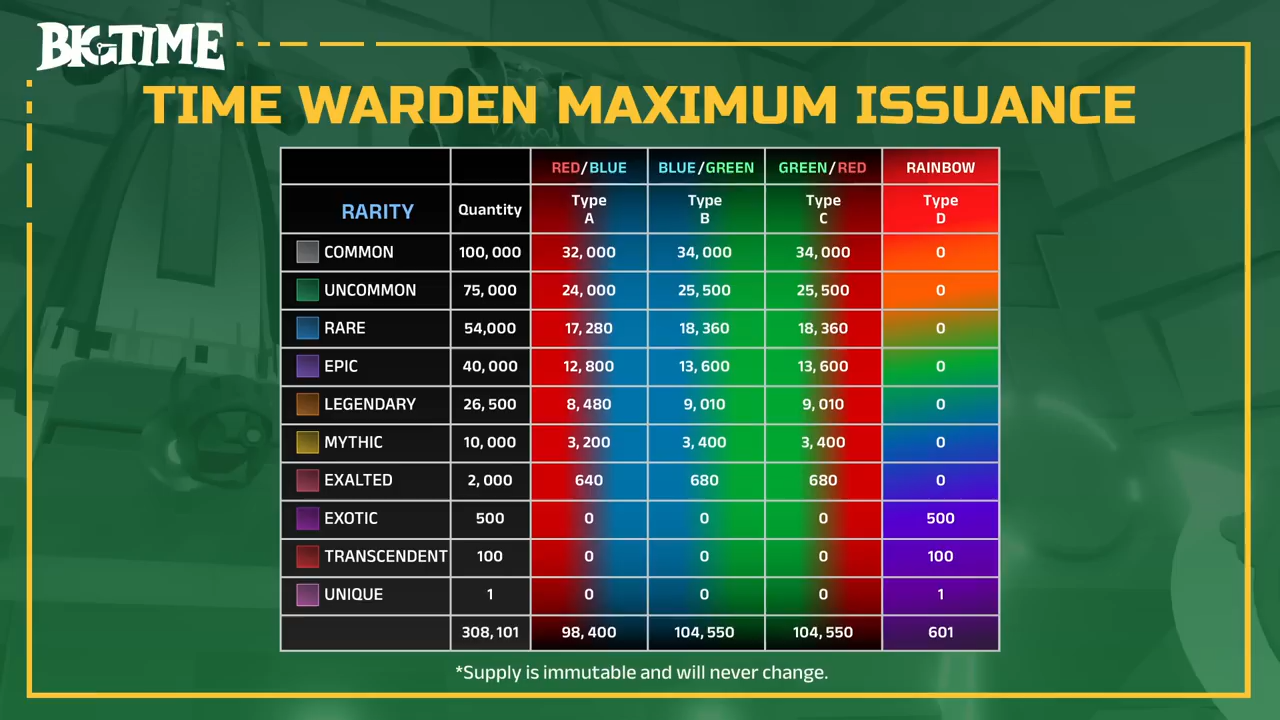 BIGTIME
TIME WARDEN MAXIMUM ISSUANCE
RED/BLUE BLUE/GREEN GREEN/RED RAINBOW
RARITY Quantity Type A Type B Type C Type D
COMMON 100,000 32,000 34,000 34,000 0
UNCOMMON 75,000 24,000 25,500 25,500 0
RARE 54,000 17,280 18,360 18,360 0
EPIC 40,000 12,800 13,600 13,600 0
LEGENDARY 26,500 8,480 9,010 9,010 0
MYTHIC 10,000 3,200 3,400 3,400 0
EXALTED 2,000 640 680 680 0
EXOTIC 500 0 0 0 500
TRANSCENDENT 100 0 0 0 100
UNIQUE 1 0 0 0 1
308,101 98,400 104,550 104,550 601
*Supply is immutable and will never change.